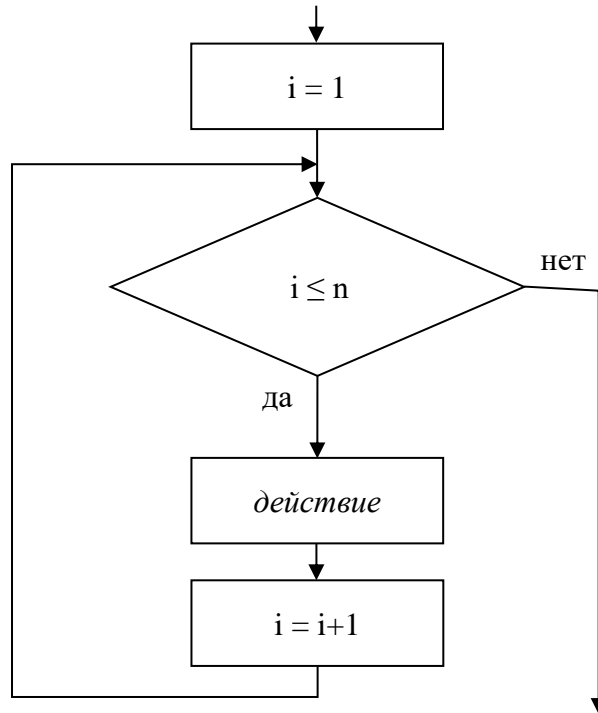 i = 1
i ≤ n
нет
да
действие
i = i+1